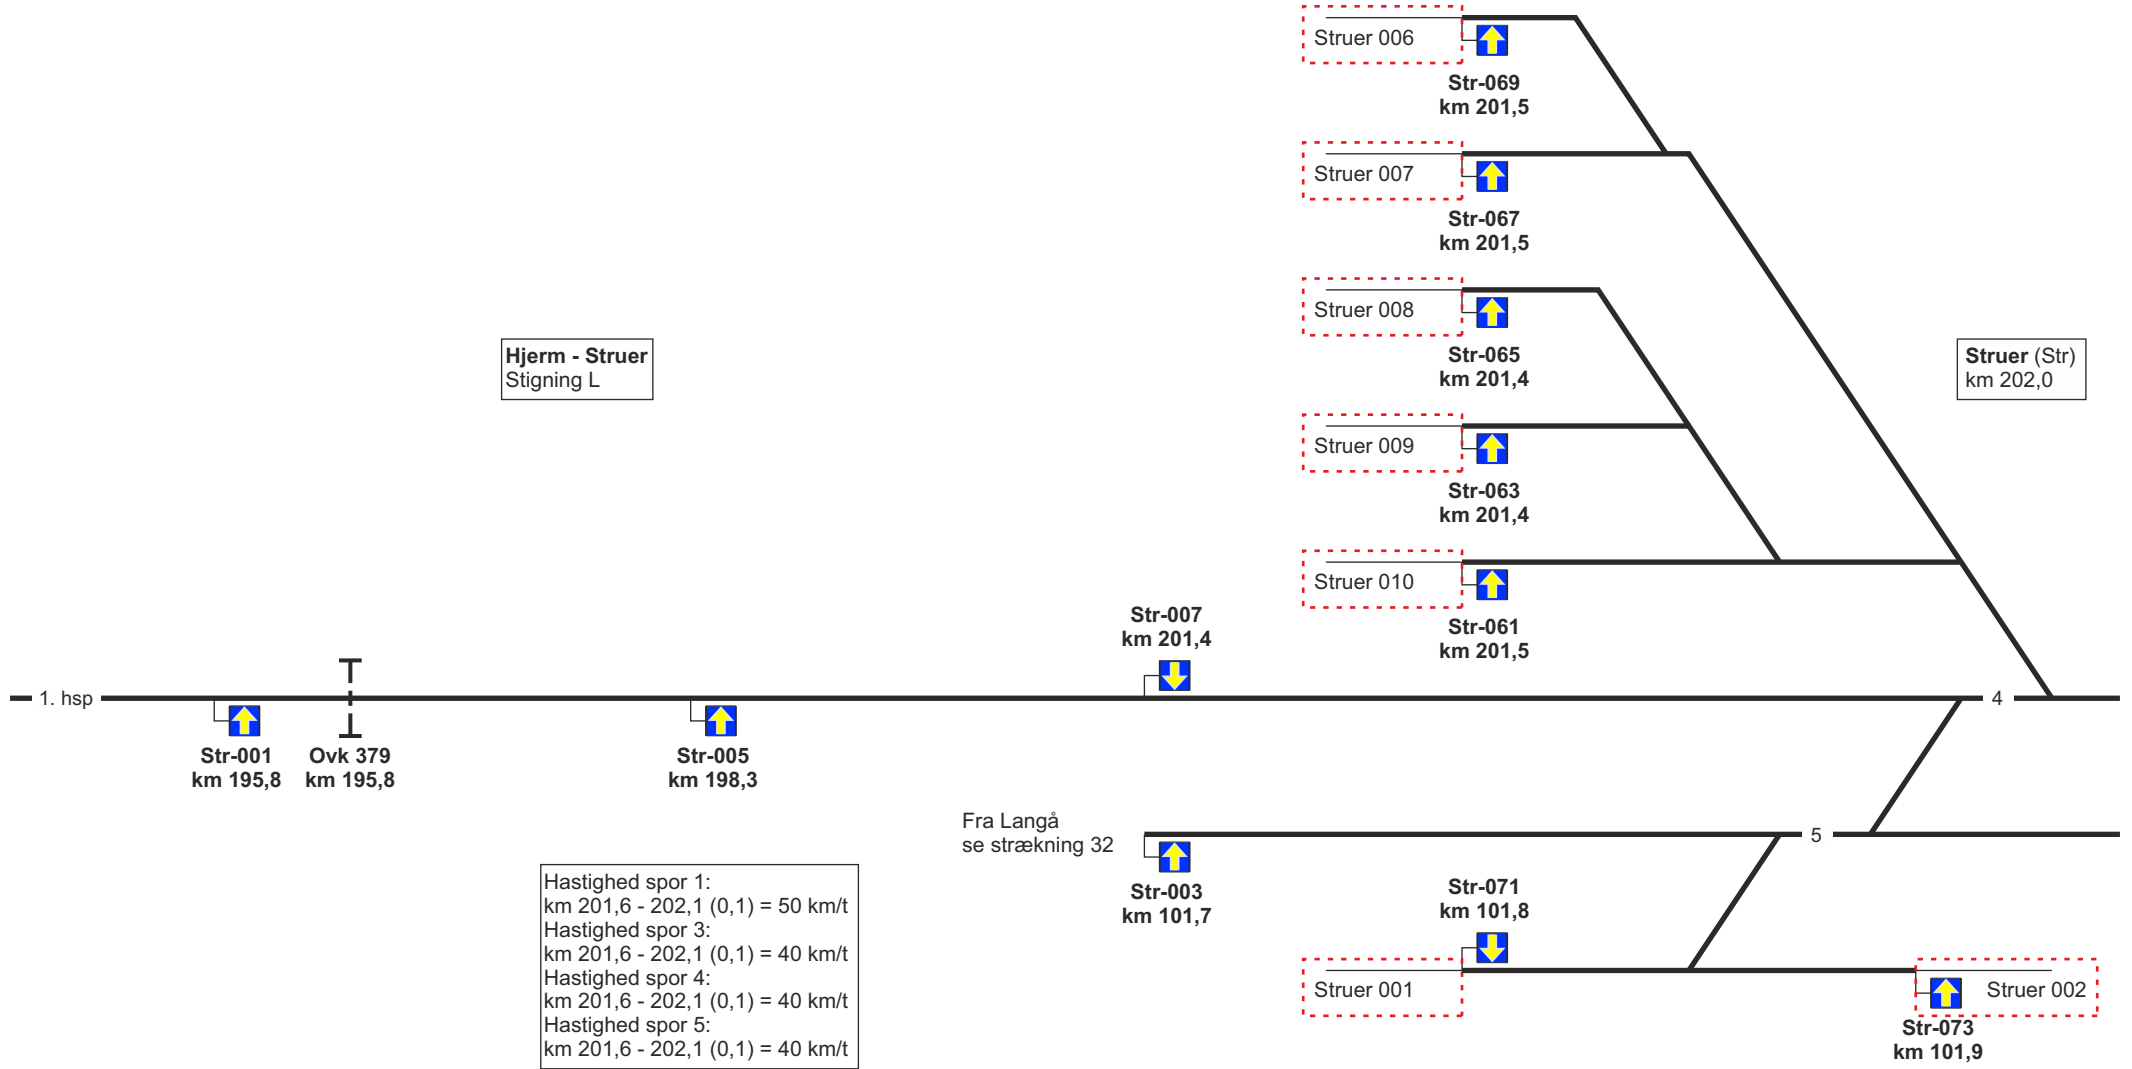 Struer 006
Str-069
km 201,5
Struer 007
Str-067
km 201,5
Struer 008
Str-065
km 201,4
Hjerm - Struer
Stigning L
Struer (Str)
km 202,0
Struer 009
Str-063
km 201,4
Struer 010
Str-061
km 201,5
Str-007
km 201,4
1. hsp
4
Str-001
km 195,8
Ovk 379
km 195,8
Str-005
km 198,3
Fra Langå
se strækning 32
5
Str-003
km 101,7
Str-071
km 101,8
Hastighed spor 1:
km 201,6 - 202,1 (0,1) = 50 km/t
Hastighed spor 3:
km 201,6 - 202,1 (0,1) = 40 km/t
Hastighed spor 4:
km 201,6 - 202,1 (0,1) = 40 km/t
Hastighed spor 5:
km 201,6 - 202,1 (0,1) = 40 km/t
Struer 001
Struer 002
Str-073
km 101,9